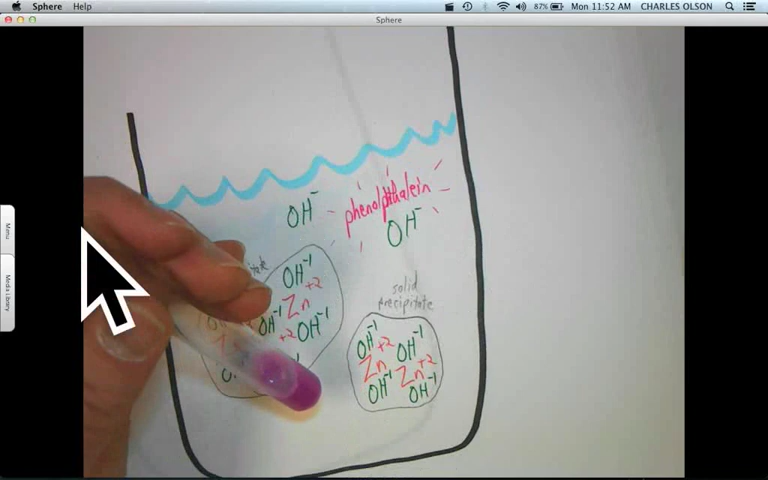 Sphere Help
87% Mon 11:52 AM CHARLES OLSON
Sphere
Menu
Media Library
OH⁻
phenolphthalein
OH⁻
OH⁻¹
Zn⁺²
OH⁻¹ +2 OH⁻¹
solid
precipitate
OH⁻¹ +2 OH⁻¹
Zn Zn⁺²
OH⁻¹ OH⁻¹